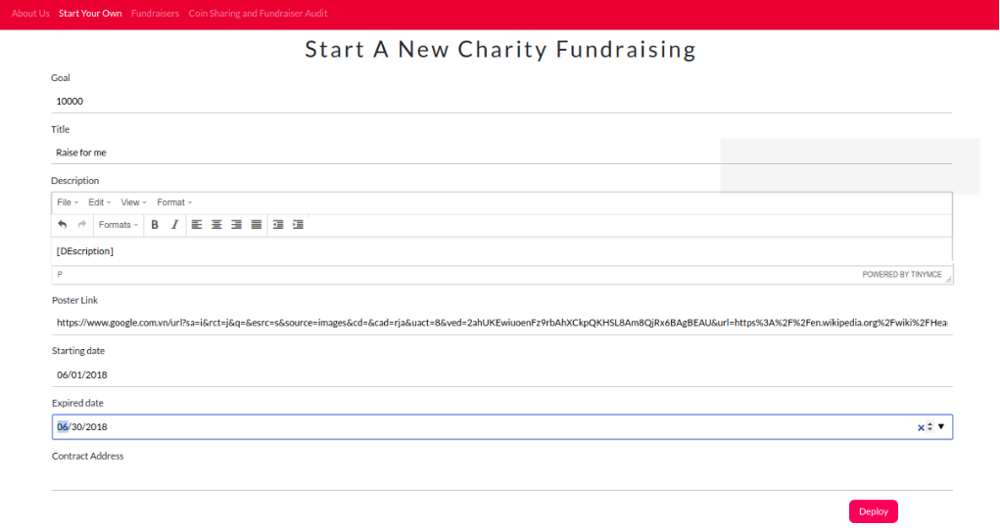 About Us Start Your Own Fundraisers Coin Sharing and Fundraiser Audit
Start A New Charity Fundraising
Goal
10000
Title
Raise for me
Description
File Edit View Format
Formats B I
[DEscription]
P POWERED BY TINYMCE
Poster Link
https://www.google.com.vn/url?sa=i&rct=j&q=&esrc=s&source=images&cd=&cad=rja&uact=8&ved=2ahUKEwiuoenFz9rbAhXCkpQKHSL8Am8QjRx6BAgBEAU&url=https%3A%2F%2Fen.wikipedia.org%2Fwiki%2FHear
Starting date
06/01/2018
Expired date
06/30/2018
Contract Address
Deploy